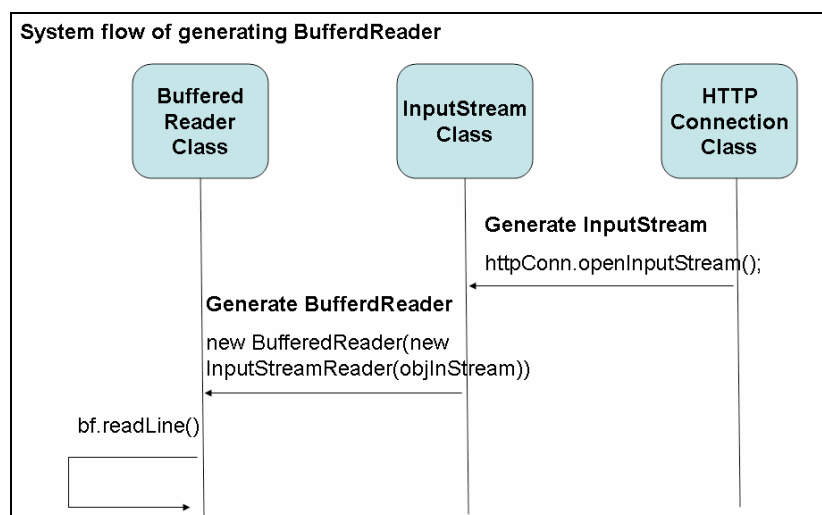 System flow of generating BufferdReader
Buffered
Reader
Class
InputStream
Class
HTTP
Connection
Class
Generate InputStream
httpConn.openInputStream();
Generate BufferdReader
new BufferedReader(new
InputStreamReader(objInStream))
bf.readLine()